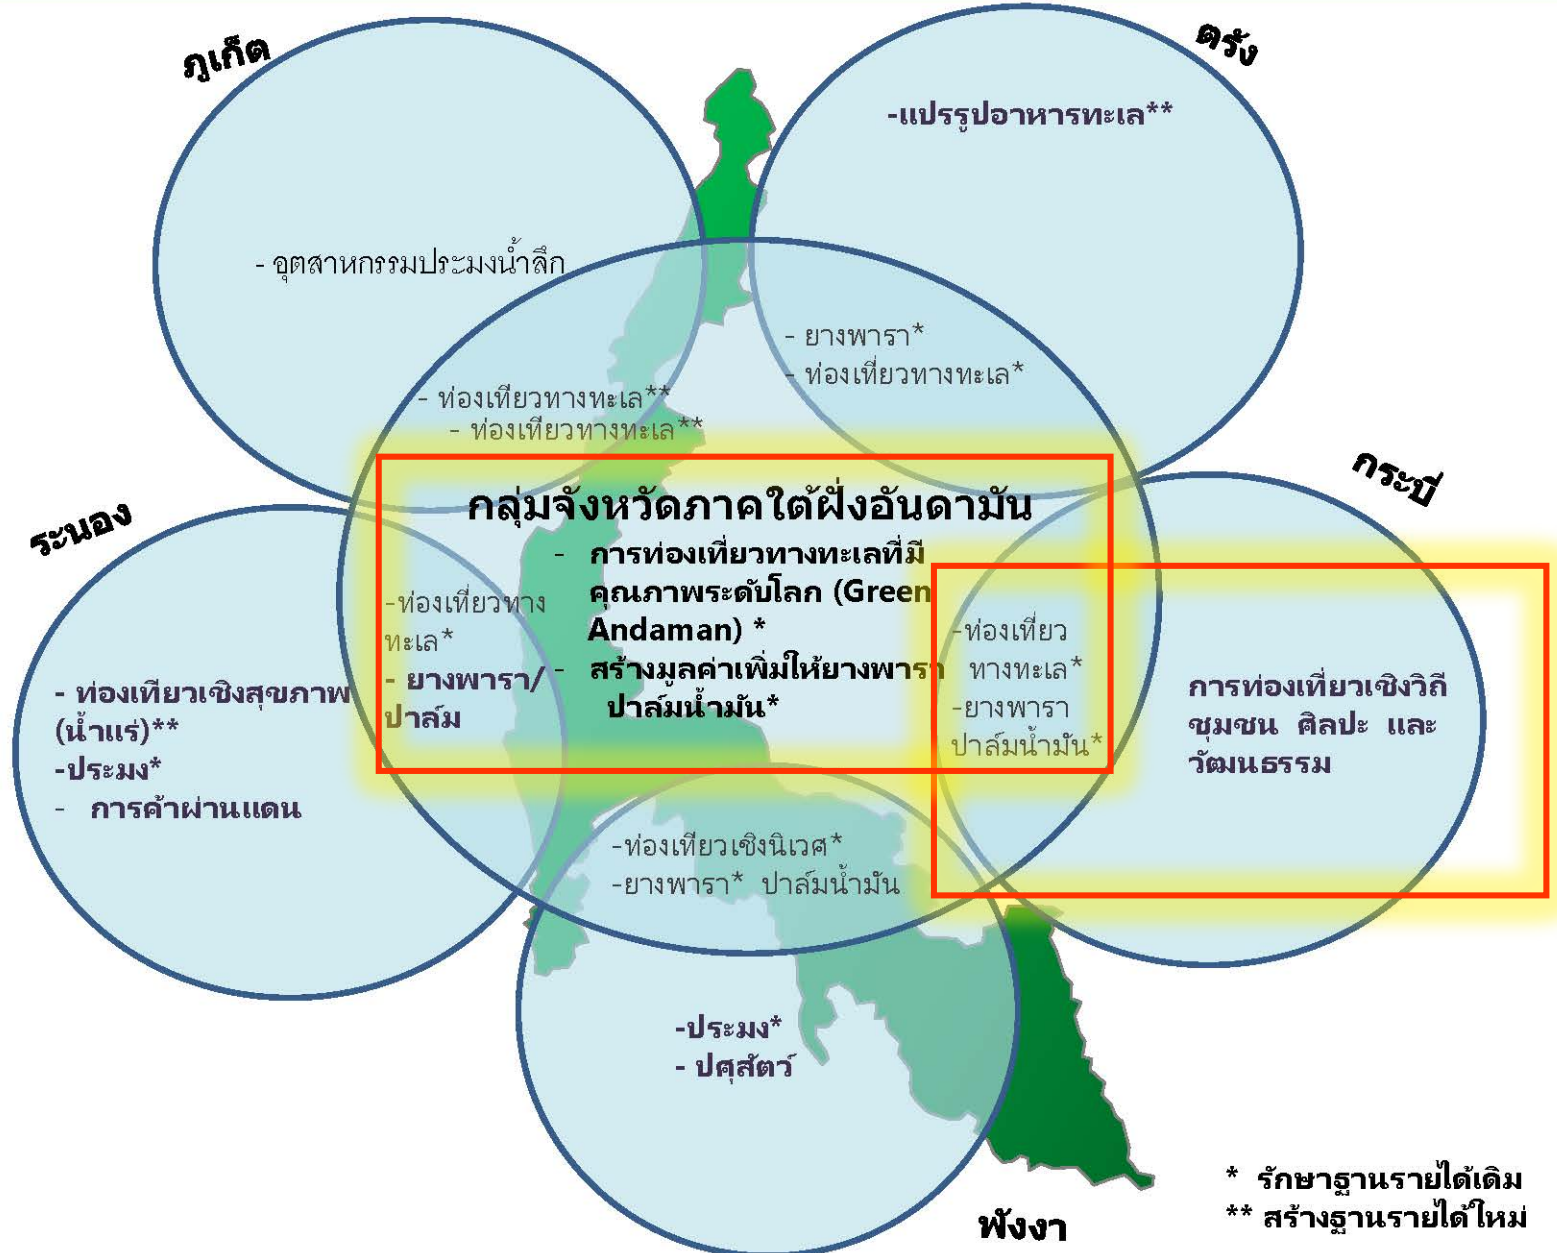 ภูเก็ต
ตรัง
-แปรรูปอาหารทะเล**
- อุตสาหกรรมประมงน้ำลึก
- ยางพารา*
- ท่องเที่ยวทางทะเล*
- ท่องเทียวทางทะเล**
- ท่องเที่ยวทางทะเล**
กระบี่
กลุ่มจังหวัดภาคใต้ฝั่งอันดามัน
- การท่องเที่ยวทางทะเลที่มี
คุณภาพระดับโลก (Green
Andaman) *
- สร้างมูลค่าเพิ่มให้ยางพารา
ปาล์มน้ำมัน*
ระนอง
-ท่องเที่ยวทาง
ทะเล*
- ยางพารา/
ปาล์ม
- ท่องเทียวเชิงสุขภาพ
(น้ำแร่)**
-ประมง*
- การค้าผ่านแดน
-ท่องเที่ยว
ทางทะเล*
-ยางพารา
ปาล์มน้ำมัน*
การท่องเที่ยวเชิงวิถี
ชุมชน ศิลปะ และ
วัฒนธรรม
-ท่องเทียวเชิงนิเวศ*
-ยางพารา* ปาล์มน้ำมัน
-ประมง*
- ปศุสัตว์
พังงา
* รักษาฐานรายได้เดิม
** สร้างฐานรายได้ใหม่